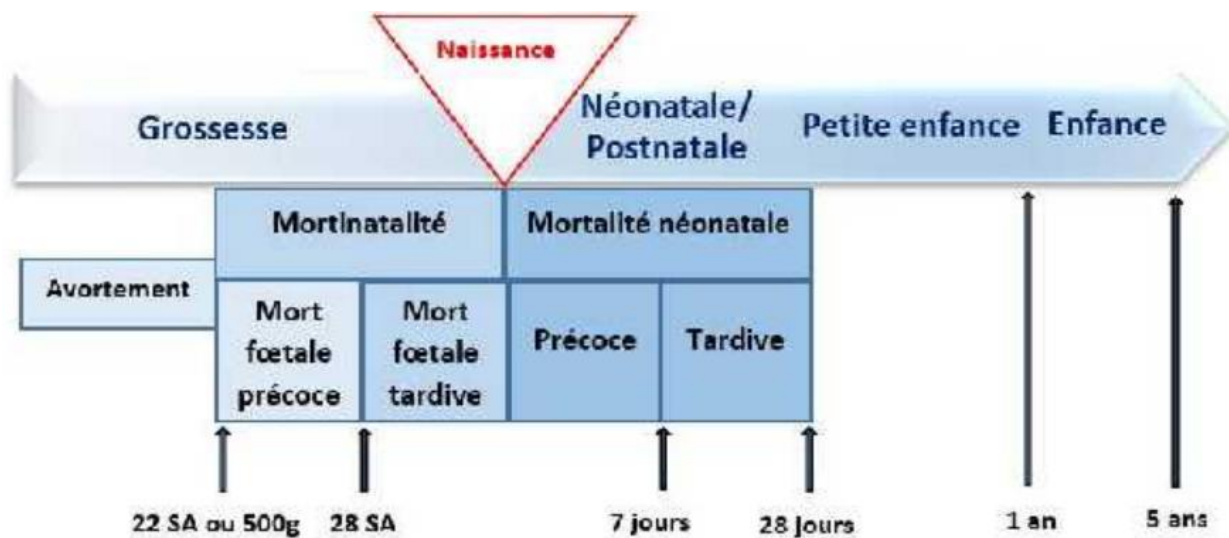 Naissance
Grossesse
Néonatale/
Postnatale
Petite enfance
Enfance
Mortinatalité
Mortalité néonatale
Avortement
Mort
fœtale
précoce
Mort
fœtale
tardive
Précoce
Tardive
22 SA ou 500g
28 SA
7 jours
28 jours
1 an
5 ans